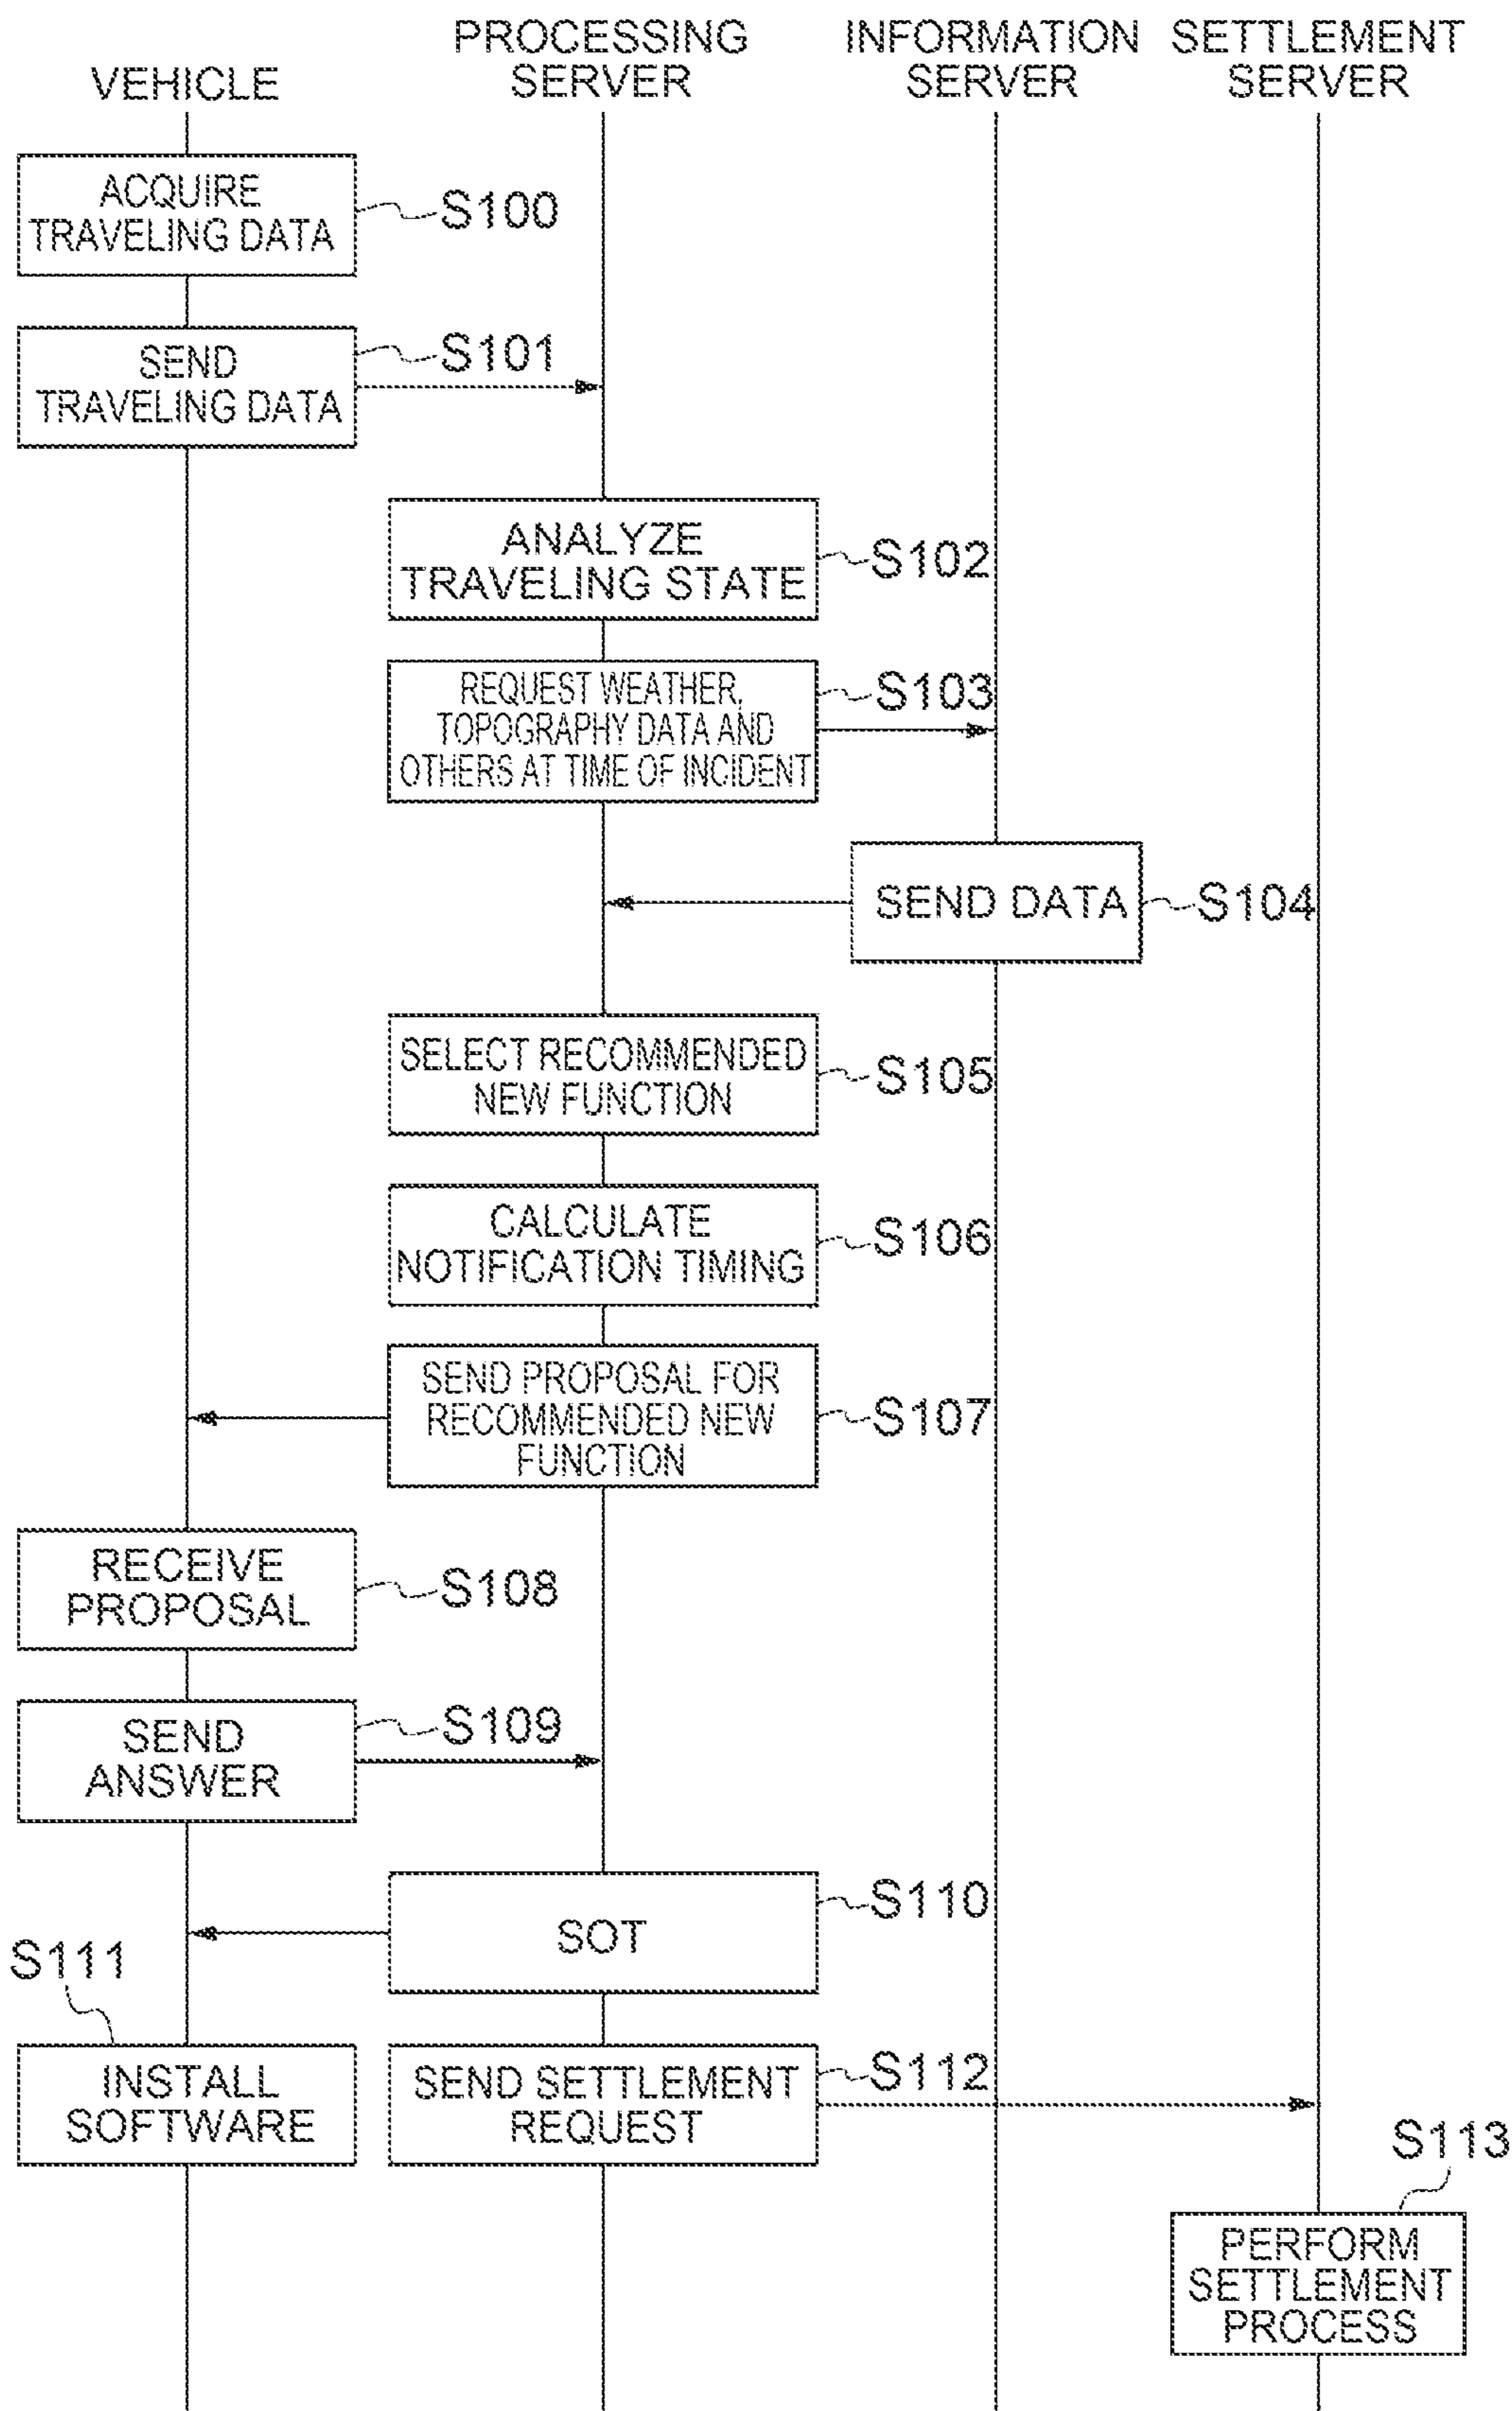 VEHICLE
PROCESSING
SERVER
INFORMATION
SERVER
SETTLEMENT
SERVER
ACQUIRE
TRAVELING DATA
S100
SEND
TRAVELING DATA
S101
ANALYZE
TRAVELING STATE
S102
REQUEST WEATHER,
TOPOGRAPHY DATA AND
OTHERS AT TIME OF INCIDENT
S103
SEND DATA
S104
SELECT RECOMMENDED
NEW FUNCTION
S105
CALCULATE
NOTIFICATION TIMING
S106
SEND PROPOSAL FOR
RECOMMENDED NEW
FUNCTION
S107
RECEIVE
PROPOSAL
S108
SEND
ANSWER
S109
SOT
S110
S111
INSTALL
SOFTWARE
SEND SETTLEMENT
REQUEST
S112
S113
PERFORM
SETTLEMENT
PROCESS